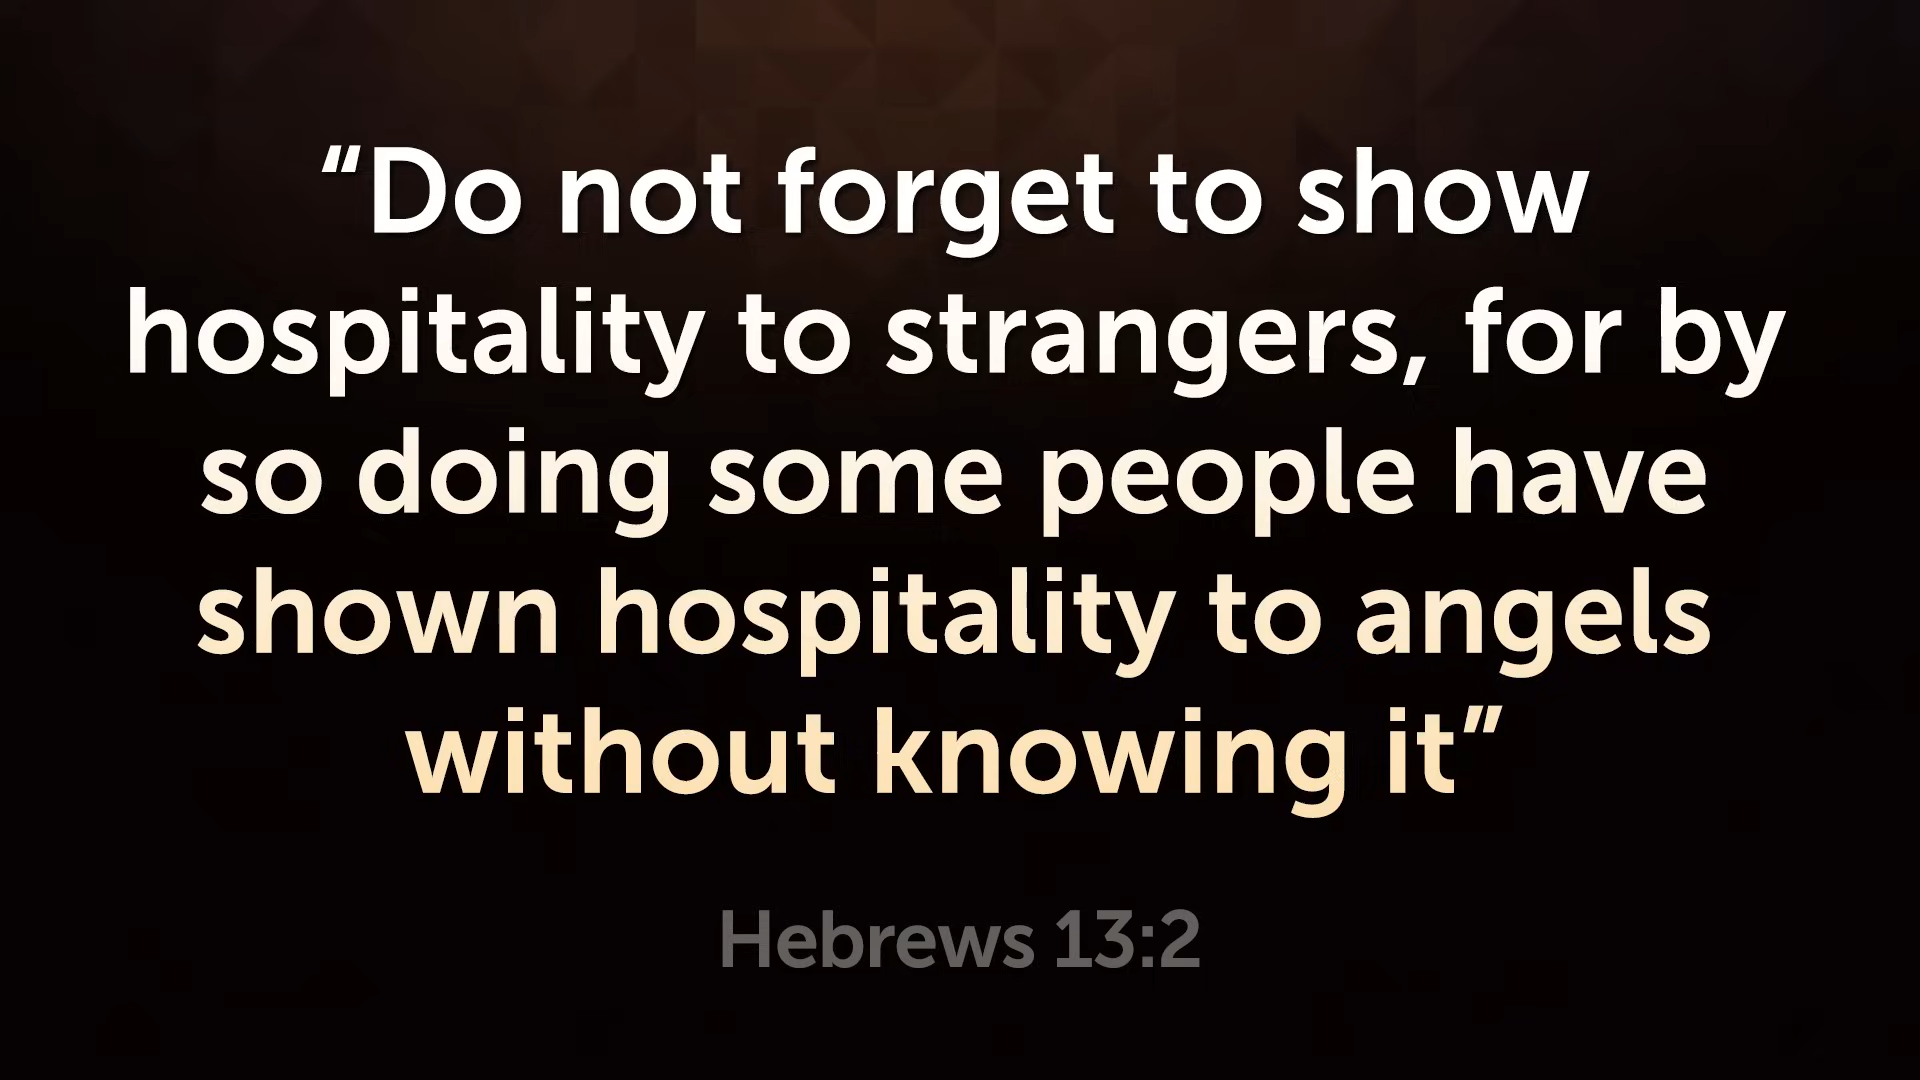 “Do not forget to show
hospitality to strangers, for by
so doing some people have
shown hospitality to angels
without knowing it”
Hebrews 13:2